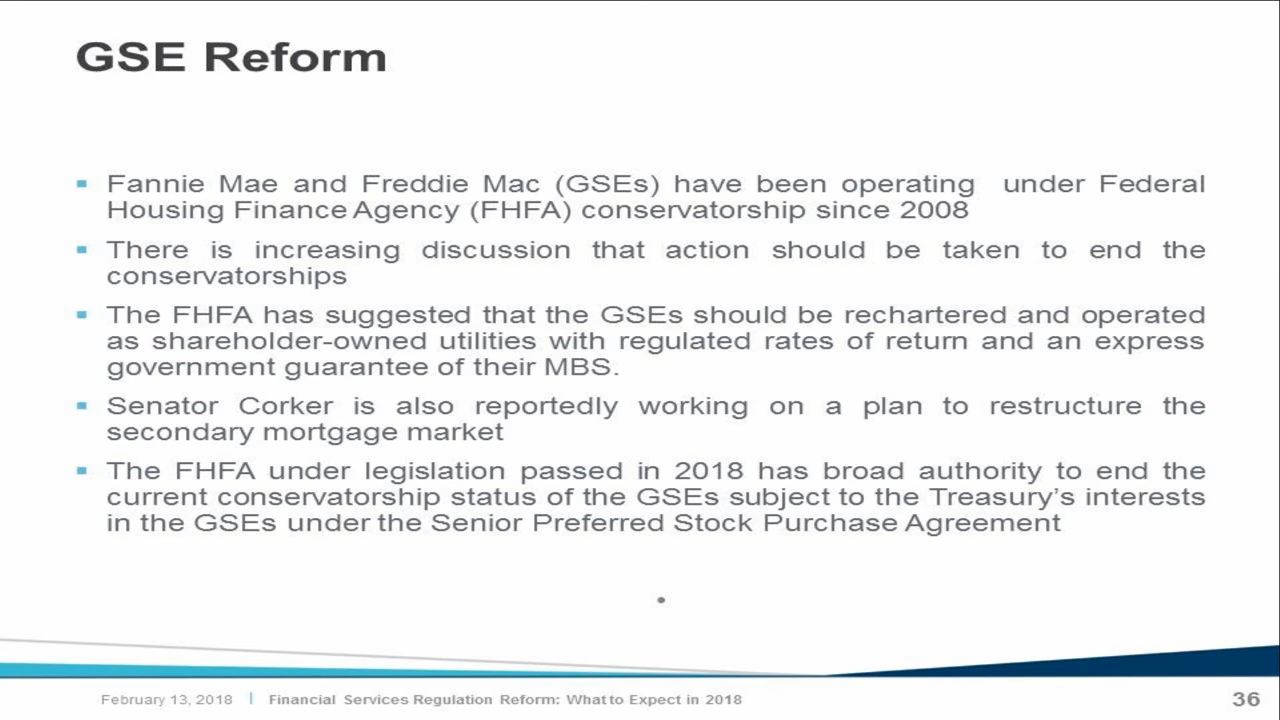 GSE Reform
▪ Fannie Mae and Freddie Mac (GSEs) have been operating under Federal
Housing Finance Agency (FHFA) conservatorship since 2008
▪ There is increasing discussion that action should be taken to end the
conservatorships
▪ The FHFA has suggested that the GSEs should be rechartered and operated
as shareholder-owned utilities with regulated rates of return and an express
government guarantee of their MBS.
▪ Senator Corker is also reportedly working on a plan to restructure the
secondary mortgage market
▪ The FHFA under legislation passed in 2018 has broad authority to end the
current conservatorship status of the GSEs subject to the Treasury’s interests
in the GSEs under the Senior Preferred Stock Purchase Agreement
•
February 13, 2018 | Financial Services Regulation Reform: What to Expect in 2018
36